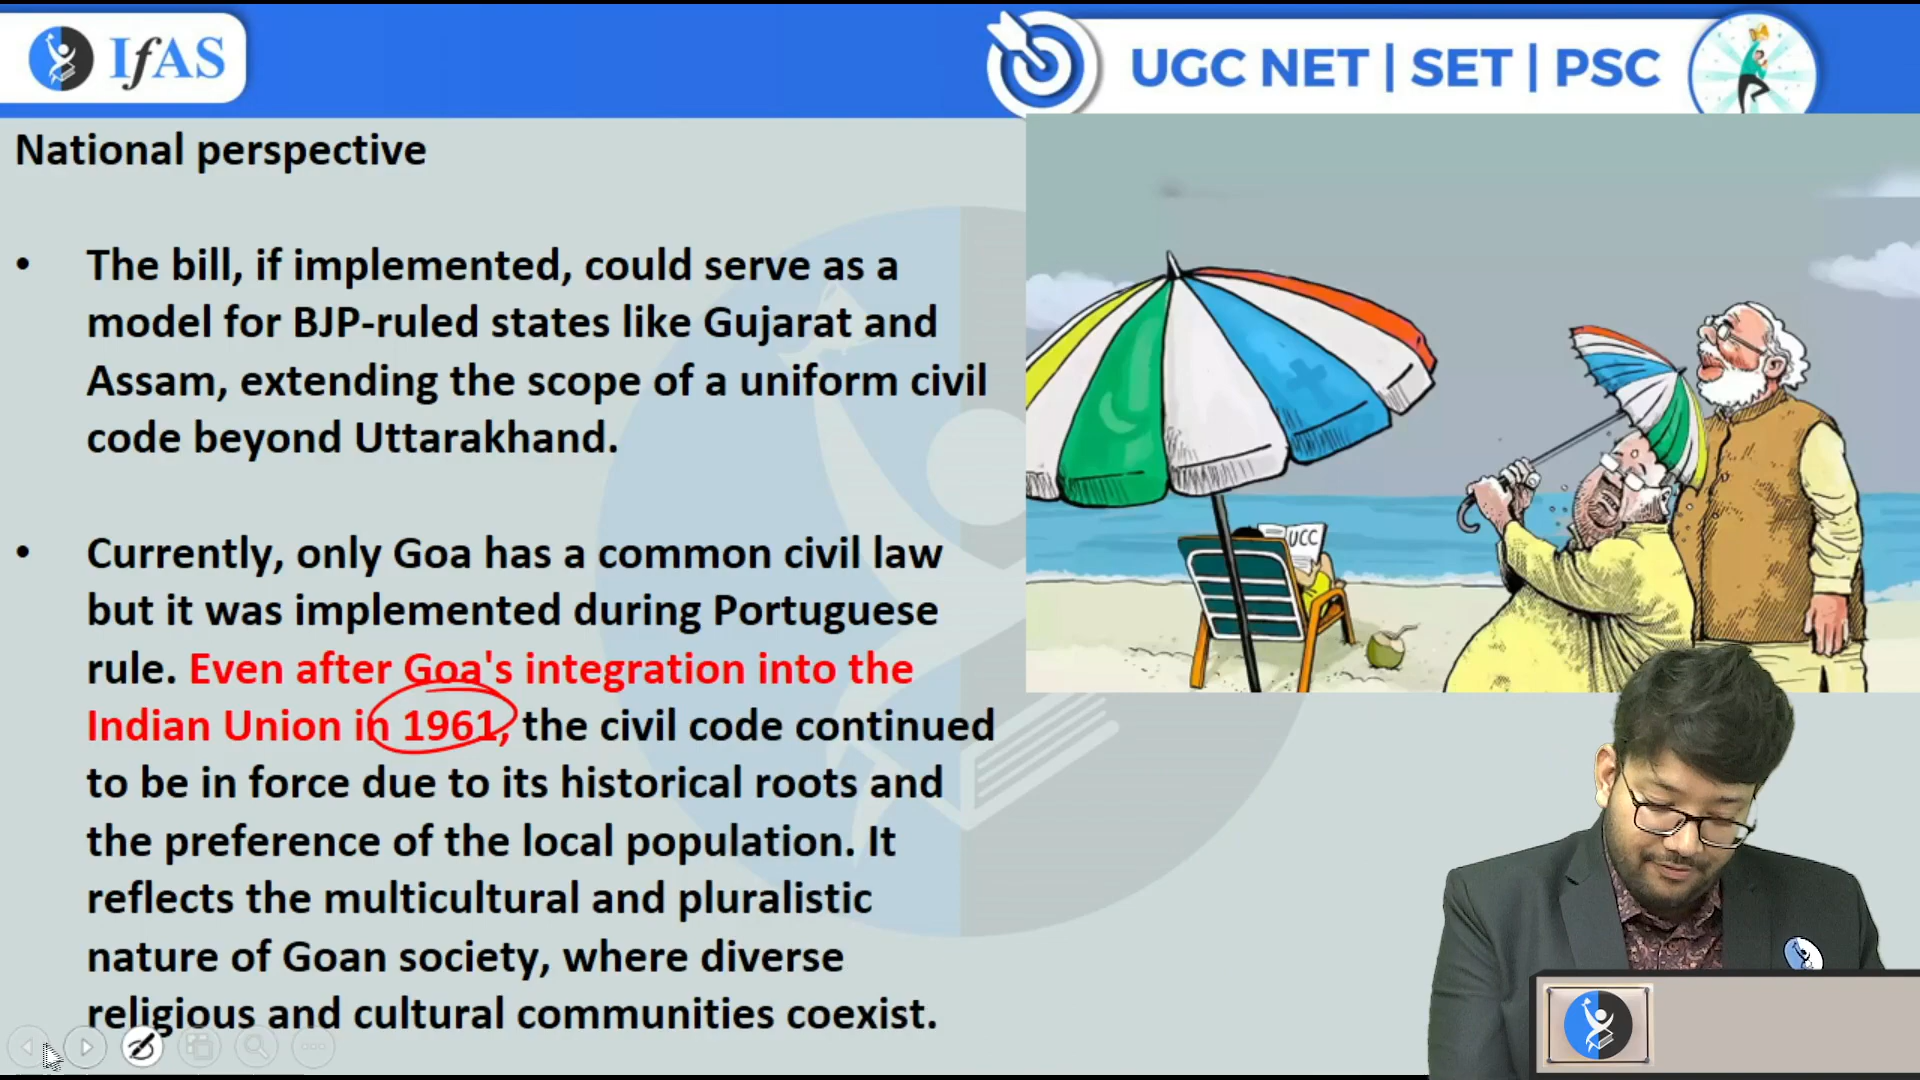 IfAS
UGC NET | SET | PSC
National perspective
• The bill, if implemented, could serve as a
model for BJP-ruled states like Gujarat and
Assam, extending the scope of a uniform civil
code beyond Uttarakhand.
• Currently, only Goa has a common civil law
but it was implemented during Portuguese
rule. Even after Goa's integration into the
Indian Union in 1961, the civil code continued
to be in force due to its historical roots and
the preference of the local population. It
reflects the multicultural and pluralistic
nature of Goan society, where diverse
religious and cultural communities coexist.
UCC